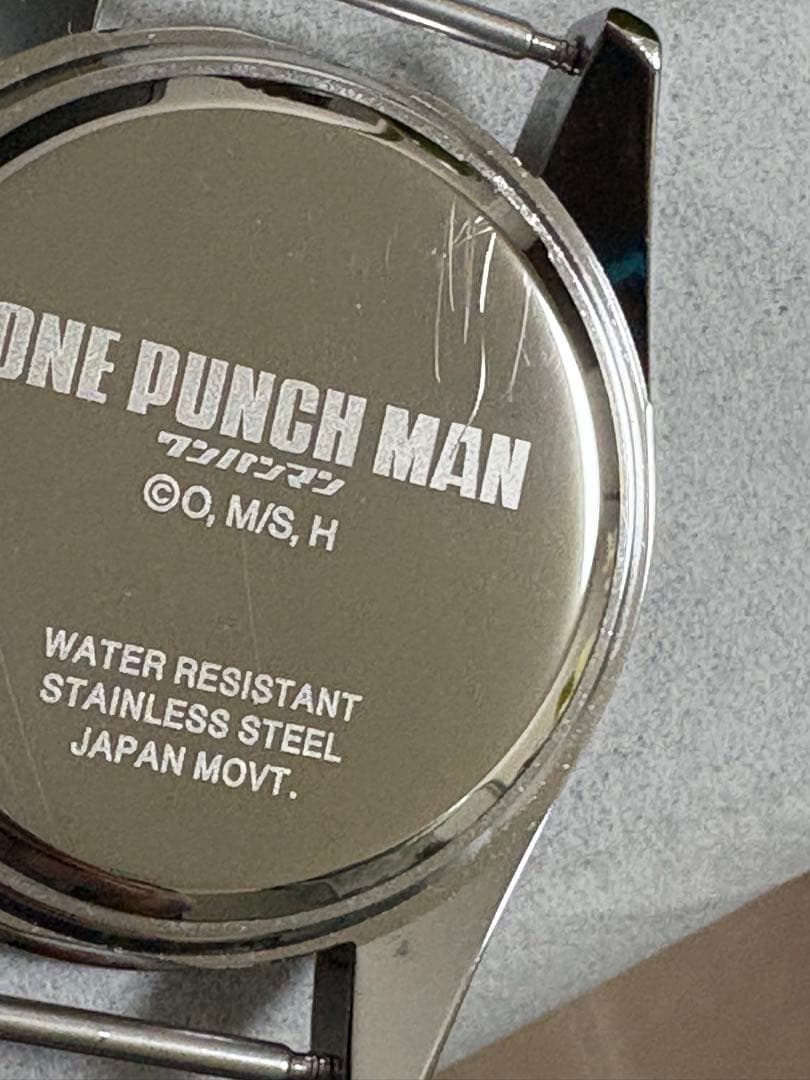 ONE PUNCH MAN
ワンパンマン
©O, M/S, H
WATER RESISTANT
STAINLESS STEEL
JAPAN MOVT.